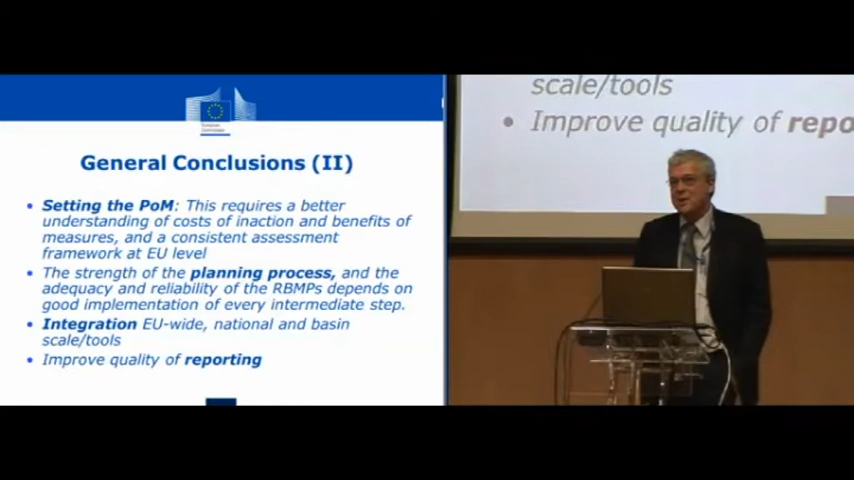 European
Commission
General Conclusions (II)
• Setting the PoM: This requires a better
understanding of costs of inaction and benefits of
measures, and a consistent assessment
framework at EU level
• The strength of the planning process, and the
adequacy and reliability of the RBMPs depends on
good implementation of every intermediate step.
• Integration EU-wide, national and basin
scale/tools
• Improve quality of reporting
scale/tools
• Improve quality of repo